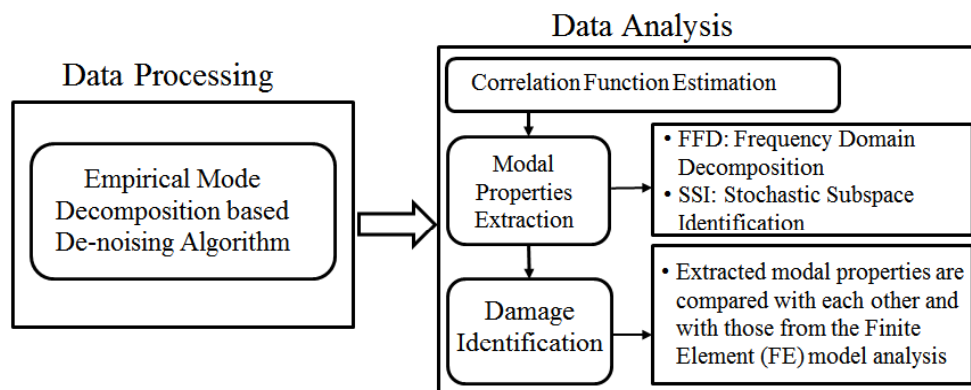 Data Processing
Empirical Mode
Decomposition based
De-noising Algorithm
Data Analysis
Correlation Function Estimation
Modal
Properties
Extraction
• FFD: Frequency Domain
Decomposition
• SSI: Stochastic Subspace
Identification
Damage
Identification
• Extracted modal properties are
compared with each other and
with those from the Finite
Element (FE) model analysis